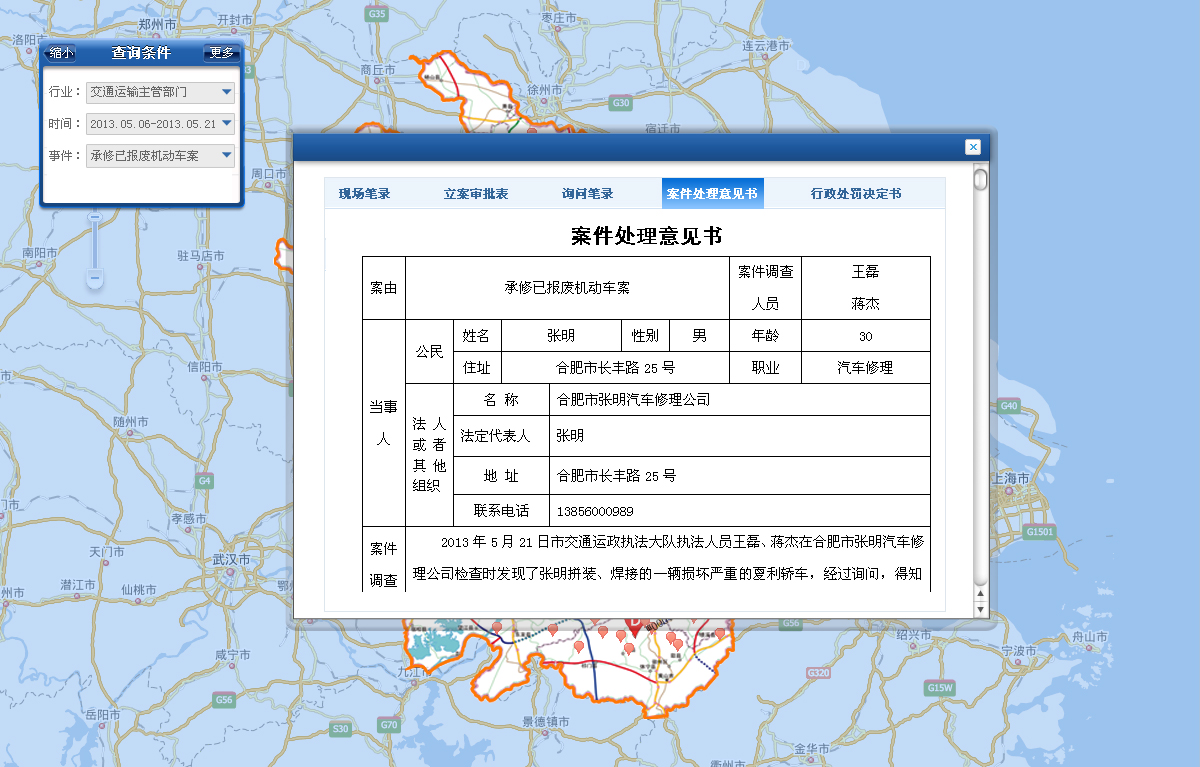 缩小 查询条件 更多
行业： 交通运输主管部门
时间： 2013.05.06-2013.05.21
事件： 承修已报废机动车案
现场笔录 立案审批表 询问笔录 案件处理意见书 行政处罚决定书
案件处理意见书
案由 承修已报废机动车案 案件调查人员 王磊 蒋杰
当事人 公民 姓名 张明 性别 男 年龄 30
住址 合肥市长丰路 25 号 职业 汽车修理
法人或者其他组织 名 称 合肥市张明汽车修理公司
法定代表人 张明
地 址 合肥市长丰路 25 号
联系电话 13856000989
案件 2013 年 5 月 21 日市交通运政执法大队执法人员王磊、蒋杰在合肥市张明汽车修
调查 理公司检查时发现了张明拼装、焊接的一辆损坏严重的夏利轿车，经过询问，得知
郑州市
开封市
G35
枣庄市
连云港市
洛阳
商丘市
徐州市
G30
宿迁市
周口市
南阳市
驻马店市
信阳市
随州市
G4
孝感市
天门市
武汉市
潜江市
仙桃市
鄂
咸宁市
九江市
岳阳市
G56
S30
G70
景德镇市
G40
上海市
G1501
G56
绍兴市
宁波市
舟山市
G320
G15W
金华市
衢州市
D